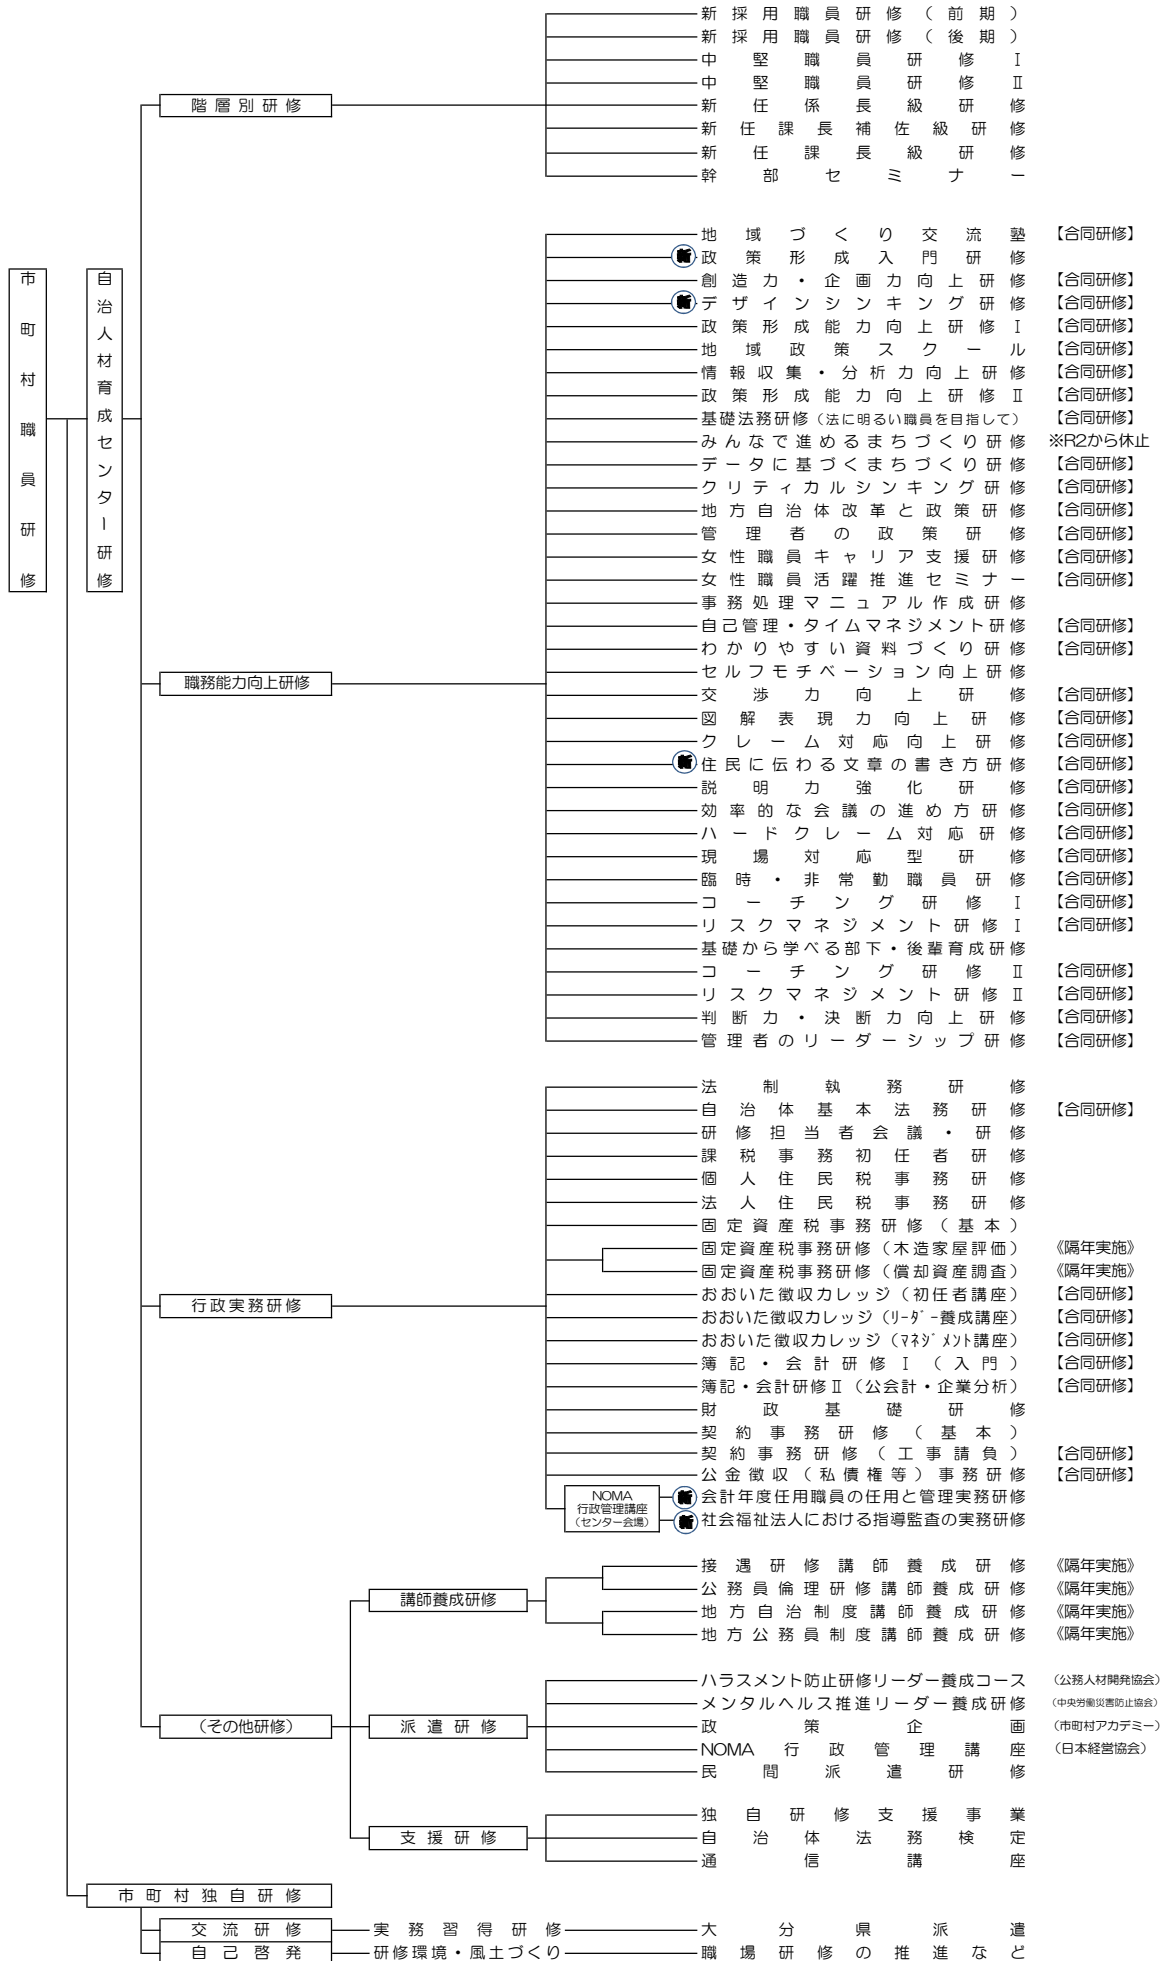 新採用職員研修（前期）
新採用職員研修（後期）
中堅職員研修Ⅰ
中堅職員研修Ⅱ
階層別研修
新任係長級研修
新任課長補佐級研修
新任課長級研修
幹部セミナー
市町村職員研修
自治人材育成センター研修
職務能力向上研修
地域づくり交流塾 【合同研修】
新 政策形成入門研修
創造力・企画力向上研修 【合同研修】
新 デザインシンキング研修 【合同研修】
政策形成能力向上研修Ⅰ 【合同研修】
地域政策スクール 【合同研修】
情報収集・分析力向上研修 【合同研修】
政策形成能力向上研修Ⅱ 【合同研修】
基礎法務研修（法に明るい職員を目指して） 【合同研修】
みんなで進めるまちづくり研修 ※R2から休止
データに基づくまちづくり研修 【合同研修】
クリティカルシンキング研修 【合同研修】
地方自治体改革と政策研修 【合同研修】
管理者の政策研修 【合同研修】
女性職員キャリア支援研修 【合同研修】
女性職員活躍推進セミナー 【合同研修】
事務処理マニュアル作成研修
自己管理・タイムマネジメント研修 【合同研修】
わかりやすい資料づくり研修 【合同研修】
セルフモチベーション向上研修
交渉力向上研修 【合同研修】
図解表現力向上研修 【合同研修】
クレーム対応向上研修 【合同研修】
新 住民に伝わる文章の書き方研修 【合同研修】
説明力強化研修 【合同研修】
効率的な会議の進め方研修 【合同研修】
ハードクレーム対応研修 【合同研修】
現場対応型研修 【合同研修】
臨時・非常勤職員研修 【合同研修】
コーチング研修Ⅰ 【合同研修】
リスクマネジメント研修Ⅰ 【合同研修】
基礎から学べる部下・後輩育成研修
コーチング研修Ⅱ 【合同研修】
リスクマネジメント研修Ⅱ 【合同研修】
判断力・決断力向上研修 【合同研修】
管理者のリーダーシップ研修 【合同研修】
行政実務研修
法制執務研修
自治体基本法務研修 【合同研修】
研修担当者会議・研修
課税事務初任者研修
個人住民税事務研修
法人住民税事務研修
固定資産税事務研修（基本）
固定資産税事務研修（木造家屋評価） 《隔年実施》
固定資産税事務研修（償却資産調査） 《隔年実施》
おおいた徴収カレッジ（初任者講座） 【合同研修】
おおいた徴収カレッジ（ﾘｰﾀﾞｰ養成講座） 【合同研修】
おおいた徴収カレッジ（ﾏﾈｼﾞﾒﾝﾄ講座） 【合同研修】
簿記・会計研修Ⅰ（入門） 【合同研修】
簿記・会計研修Ⅱ（公会計・企業分析） 【合同研修】
財政基礎研修
契約事務研修（基本）
契約事務研修（工事請負） 【合同研修】
公金徴収（私債権等）事務研修 【合同研修】
NOMA
行政管理講座
（センター会場）
新 会計年度任用職員の任用と管理実務研修
新 社会福祉法人における指導監査の実務研修
（その他研修）
講師養成研修
接遇研修講師養成研修 《隔年実施》
公務員倫理研修講師養成研修 《隔年実施》
地方自治制度講師養成研修 《隔年実施》
地方公務員制度講師養成研修 《隔年実施》
派遣研修
ハラスメント防止研修リーダー養成コース （公務人材開発協会）
メンタルヘルス推進リーダー養成研修 （中央労働災害防止協会）
政策企画 （市町村アカデミー）
NOMA行政管理講座 （日本経営協会）
民間派遣研修
支援研修
独自研修支援事業
自治体法務検定
通信講座
市町村独自研修
交流研修 実務習得研修 大分県派遣
自己啓発 研修環境・風土づくり 職場研修の推進など